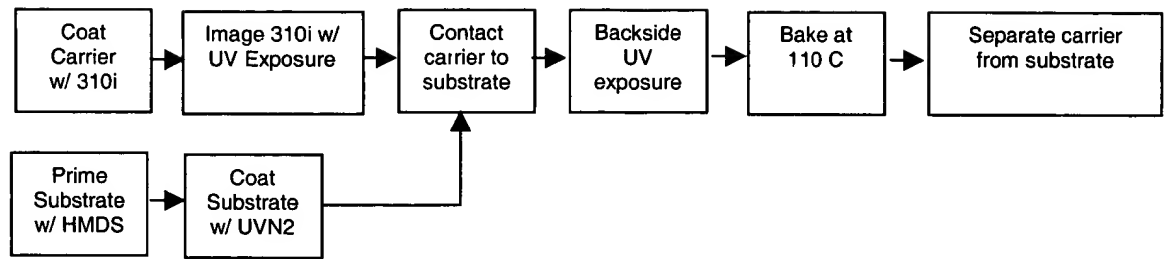 Coat
Carrier
w/ 310i
Image 310i w/
UV Exposure
Contact
carrier to
substrate
Backside
UV
exposure
Bake at
110 C
Separate carrier
from substrate
Prime
Substrate
w/ HMDS
Coat
Substrate
w/ UVN2